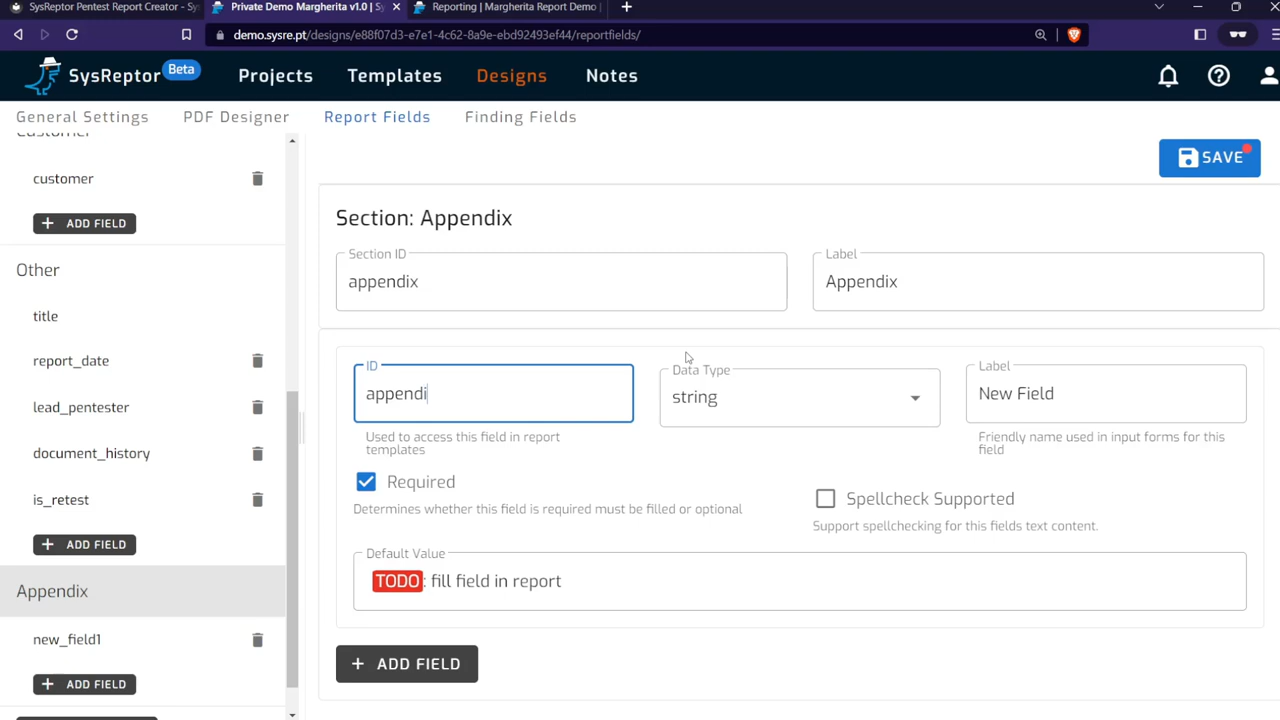 SysReptor Pentest Report Creator - Sy
Private Demo Margherita v1.0 | Sy
Reporting | Margherita Report Demo |
demo.sysre.pt/designs/e88f07d3-e7e1-4c62-8a9e-ebd92493ef44/reportfields/
SysReptor Beta
Projects
Templates
Designs
Notes
General Settings
PDF Designer
Report Fields
Finding Fields
Customer
customer
ADD FIELD
Other
title
report_date
lead_pentester
document_history
is_retest
ADD FIELD
Appendix
new_field1
ADD FIELD
SAVE
Section: Appendix
Section ID
appendix
Label
Appendix
ID
appendi
Used to access this field in report
templates
Data Type
string
Label
New Field
Friendly name used in input forms for this
field
Required
Determines whether this field is required must be filled or optional
Spellcheck Supported
Support spellchecking for this fields text content.
Default Value
TODO: fill field in report
ADD FIELD